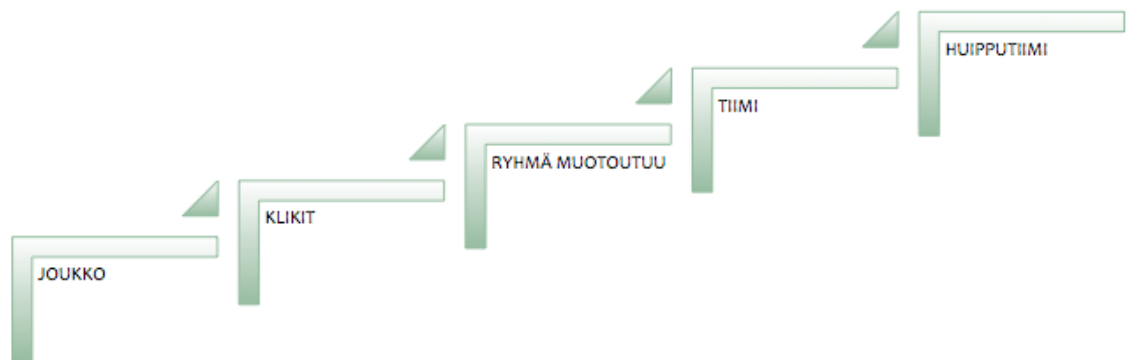 HUIPPUTIIMI
TIIMI
RYHMÄ MUOTOUTUU
KLIKIT
JOUKKO